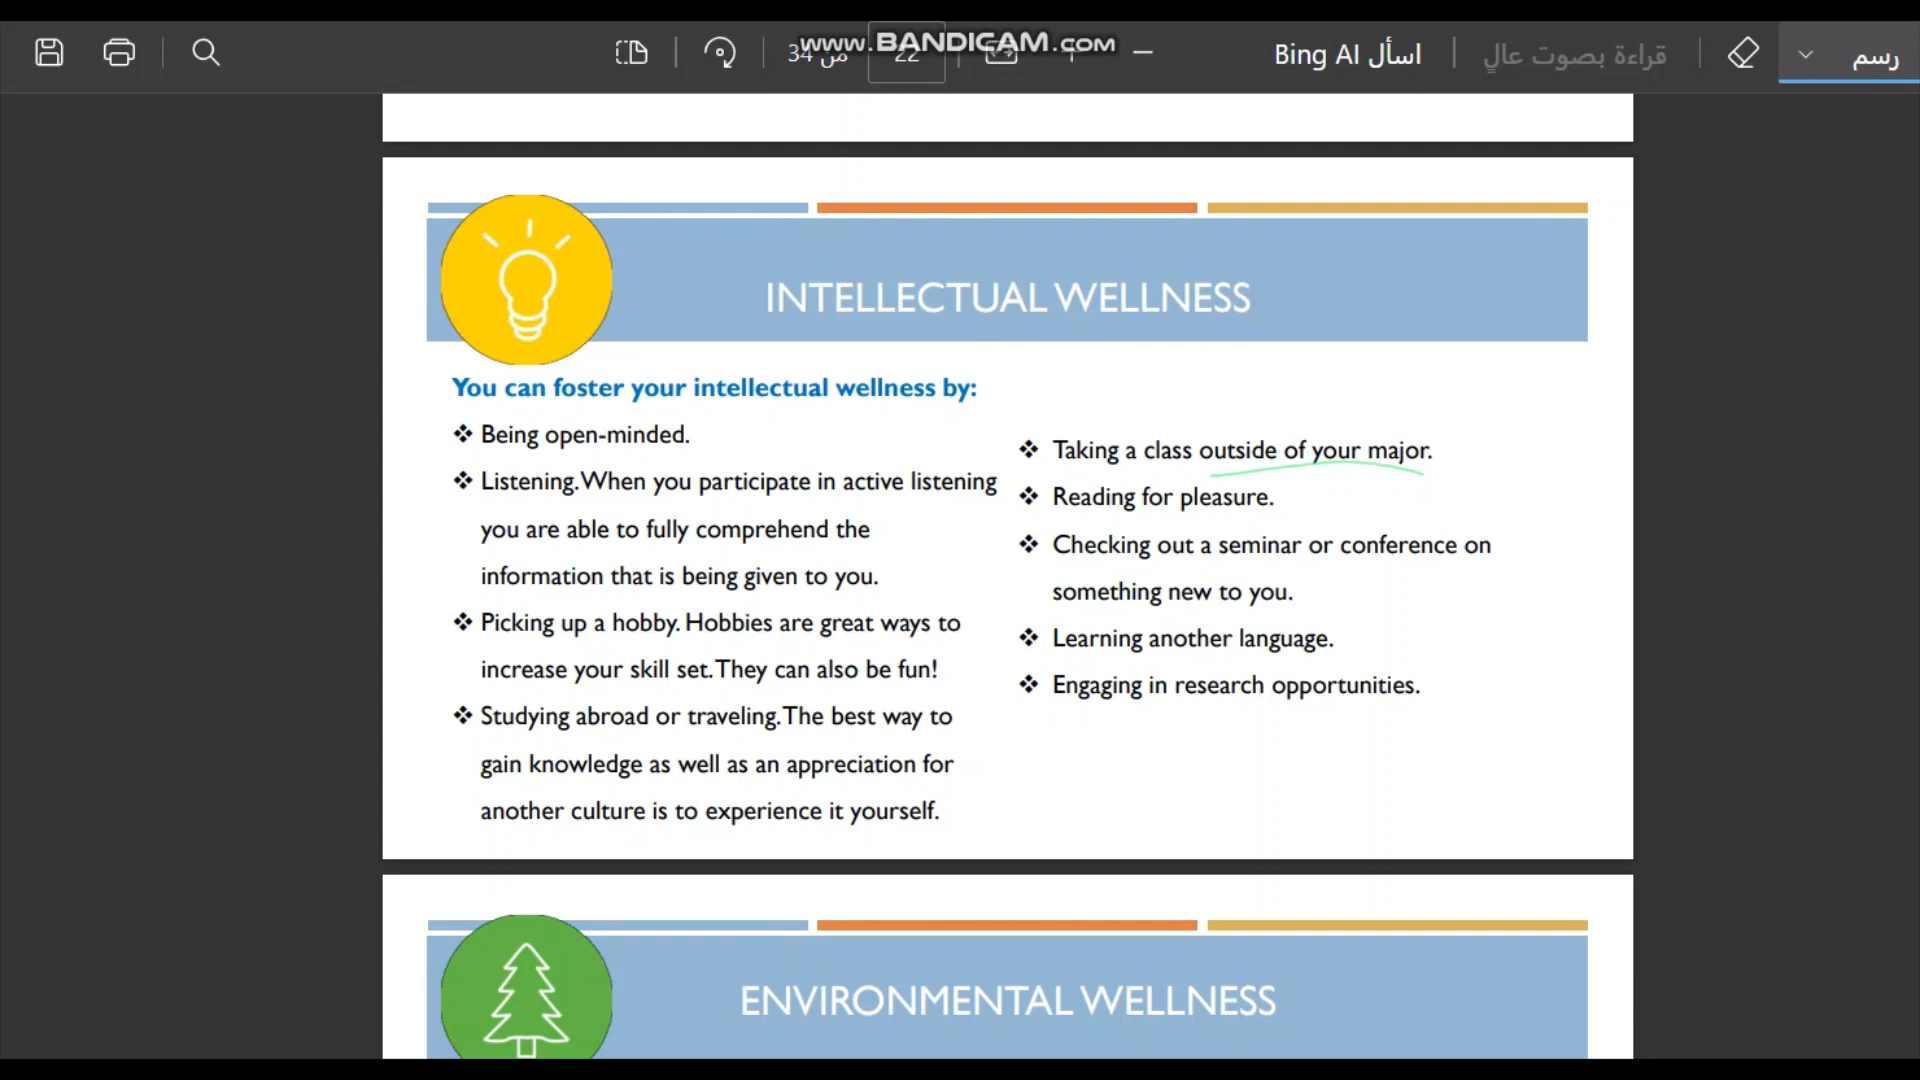 www.BANDICAM.com
34 من
22
اسأل Bing AI
قراءة بصوت عالٍ
رسم
INTELLECTUAL WELLNESS
You can foster your intellectual wellness by:
❖ Being open-minded.
❖ Listening. When you participate in active listening
you are able to fully comprehend the
information that is being given to you.
❖ Picking up a hobby. Hobbies are great ways to
increase your skill set. They can also be fun!
❖ Studying abroad or traveling. The best way to
gain knowledge as well as an appreciation for
another culture is to experience it yourself.
❖ Taking a class outside of your major.
❖ Reading for pleasure.
❖ Checking out a seminar or conference on
something new to you.
❖ Learning another language.
❖ Engaging in research opportunities.
ENVIRONMENTAL WELLNESS